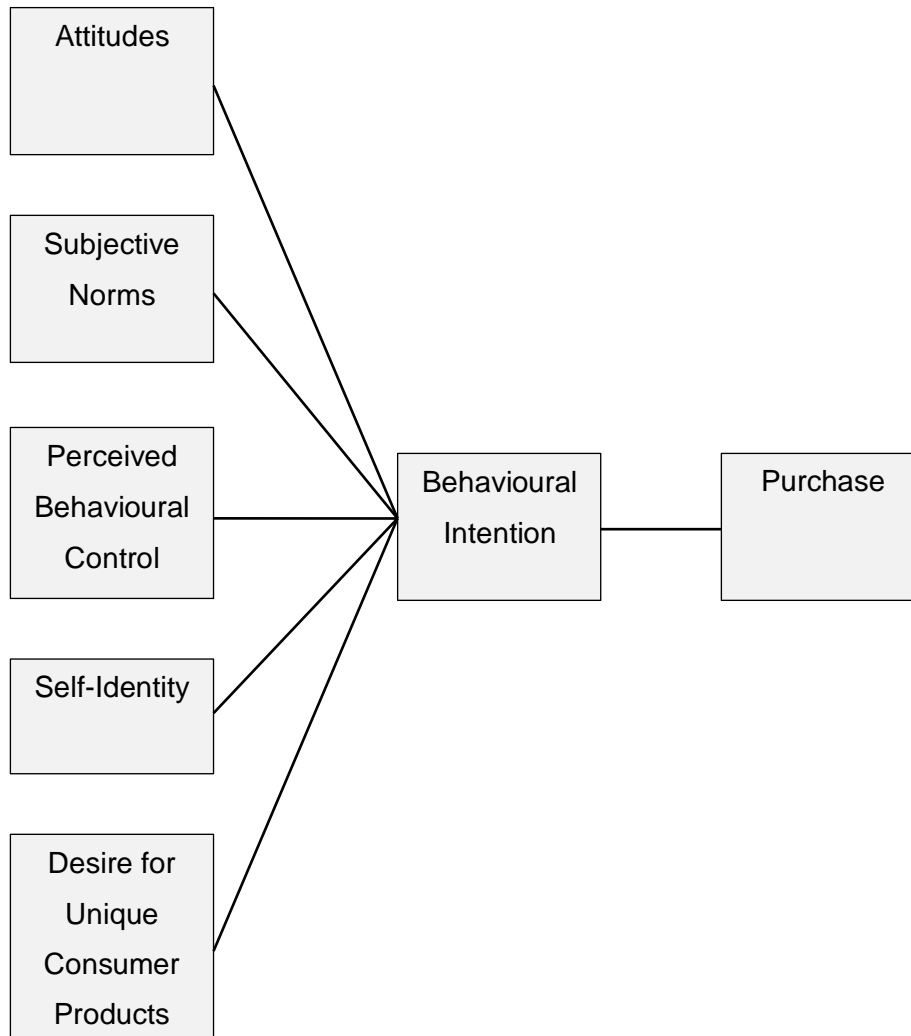 Attitudes
Subjective
Norms
Perceived
Behavioural
Control
Self-Identity
Desire for
Unique
Consumer
Products
Behavioural
Intention
Purchase